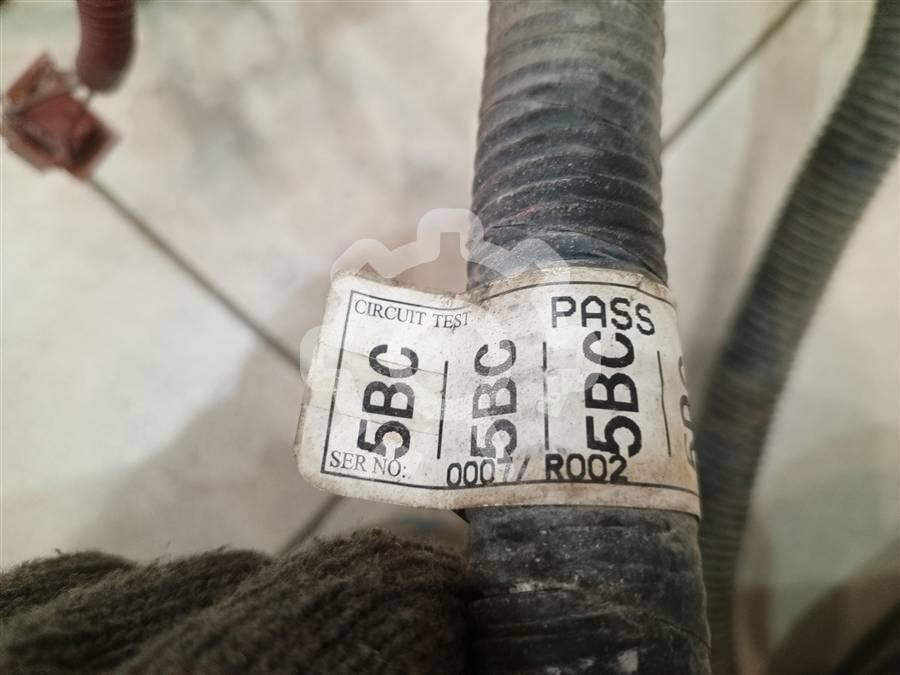 CIRCUIT TEST PASS
5BC 5BC 5BC
SER NO: 0007/ R002